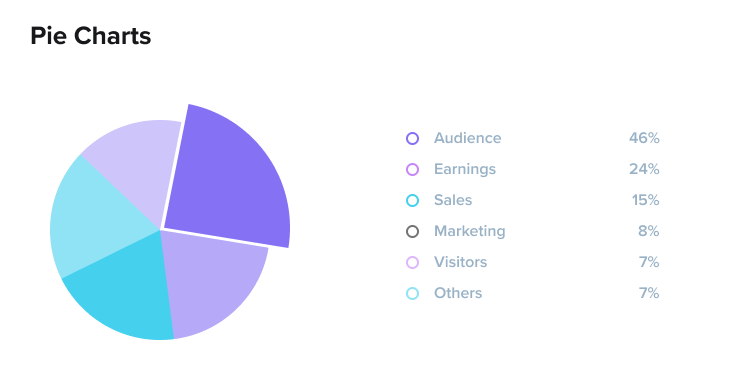 Pie Charts
Audience 46%
Earnings 24%
Sales 15%
Marketing 8%
Visitors 7%
Others 7%